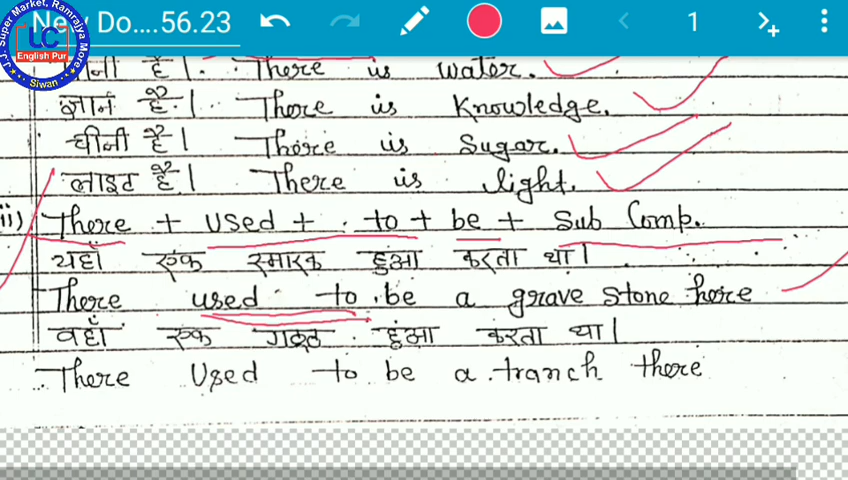 New Do....56.23 1
J.J. Super Market, Ramrajya More
LC
English Pur
Siwan
है। There is water.
ज्ञान है। There is Knowledge.
चीनी है। There is Sugar.
लाइट है। There is light.
ii) There + used + to + be + Sub Comp.
यहाँ एक स्मारक हुआ करता था।
There used to be a grave stone here
वहाँ एक हुआ करता था।
There Used to be a tranch there